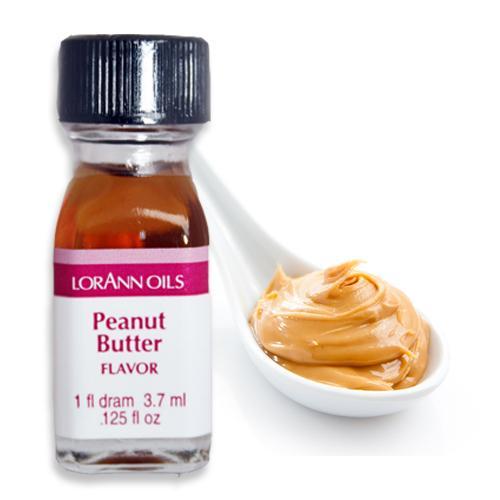 LORANN OILS
Peanut
Butter
FLAVOR
1 fl dram 3.7 ml
.125 fl oz